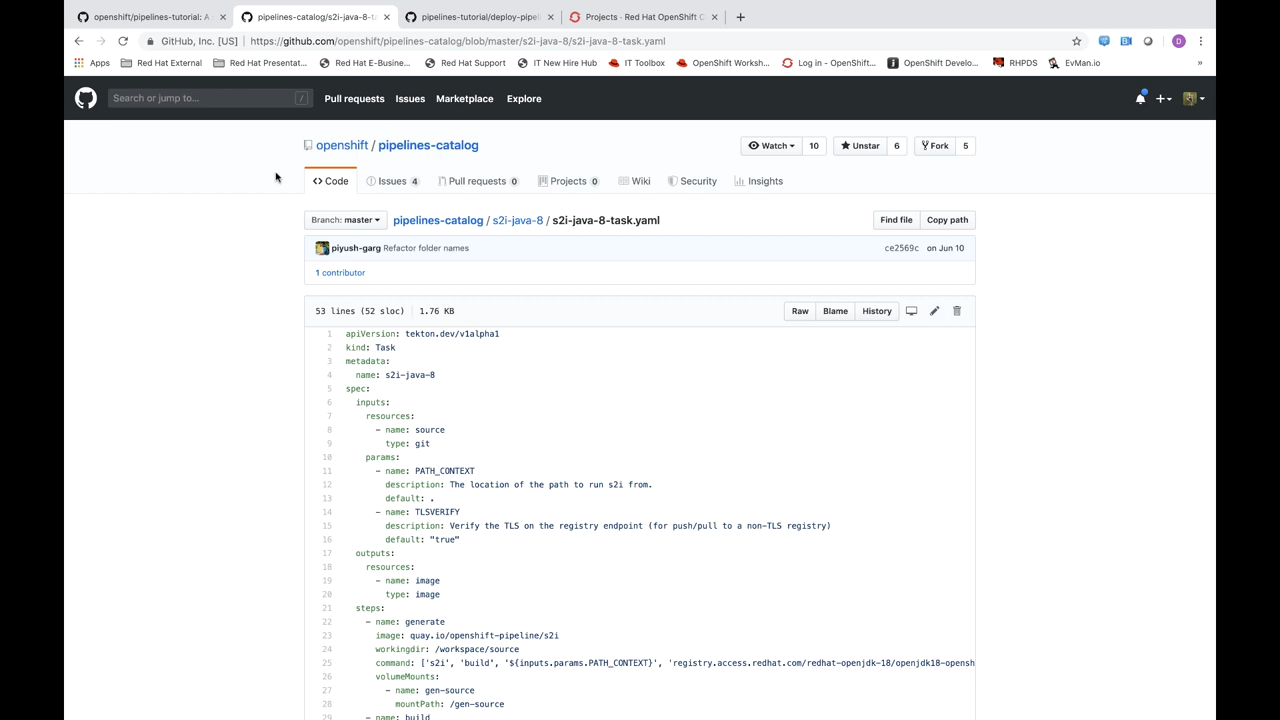 openshift/pipelines-tutorial: A s
pipelines-catalog/s2i-java-8-t
pipelines-tutorial/deploy-pipel
Projects · Red Hat OpenShift C
GitHub, Inc. [US] | https://github.com/openshift/pipelines-catalog/blob/master/s2i-java-8/s2i-java-8-task.yaml
D
Apps Red Hat External Red Hat Presentat... Red Hat E-Busine... Red Hat Support IT New Hire Hub IT Toolbox OpenShift Worksh... Log in - OpenShift... OpenShift Develo... RHPDS EvMan.io »
Search or jump to... / Pull requests Issues Marketplace Explore
openshift / pipelines-catalog Watch 10 Unstar 6 Fork 5
Code Issues 4 Pull requests 0 Projects 0 Wiki Security Insights
Branch: master pipelines-catalog / s2i-java-8 / s2i-java-8-task.yaml Find file Copy path
piyush-garg Refactor folder names ce2569c on Jun 10
1 contributor
53 lines (52 sloc) 1.76 KB Raw Blame History
1 apiVersion: tekton.dev/v1alpha1
2 kind: Task
3 metadata:
4 name: s2i-java-8
5 spec:
6 inputs:
7 resources:
8 - name: source
9 type: git
10 params:
11 - name: PATH_CONTEXT
12 description: The location of the path to run s2i from.
13 default: .
14 - name: TLSVERIFY
15 description: Verify the TLS on the registry endpoint (for push/pull to a non-TLS registry)
16 default: "true"
17 outputs:
18 resources:
19 - name: image
20 type: image
21 steps:
22 - name: generate
23 image: quay.io/openshift-pipeline/s2i
24 workingdir: /workspace/source
25 command: ['s2i', 'build', '${inputs.params.PATH_CONTEXT}', 'registry.access.redhat.com/redhat-openjdk-18/openjdk18-opensh
26 volumeMounts:
27 - name: gen-source
28 mountPath: /gen-source
29 - name: build